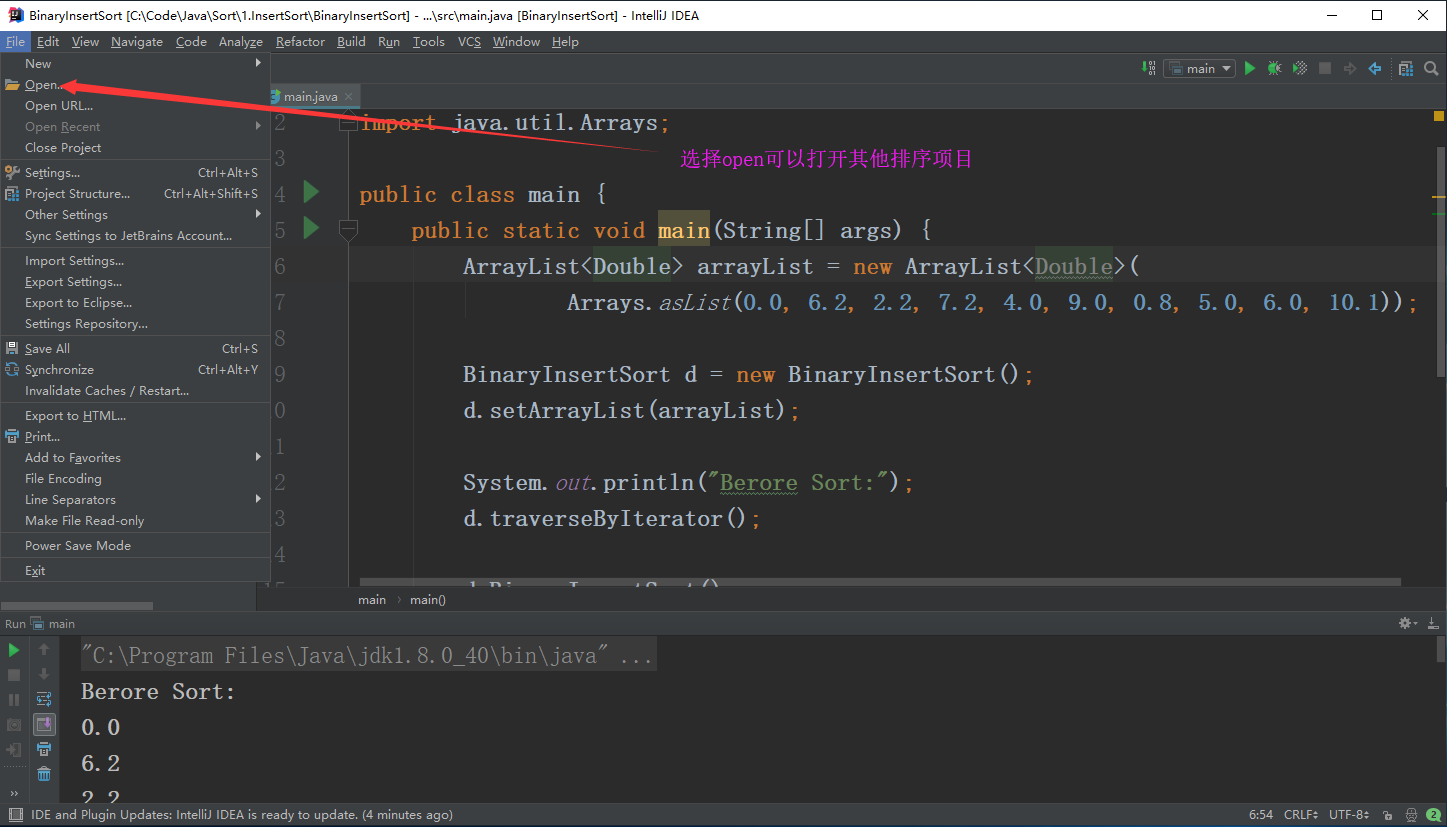 BinaryInsertSort [C:\Code\Java\Sort\1.InsertSort\BinaryInsertSort] - ...\src\main.java [BinaryInsertSort] - IntelliJ IDEA
File Edit View Navigate Code Analyze Refactor Build Run Tools VCS Window Help
New
Open...
Open URL...
Open Recent
Close Project
Settings... Ctrl+Alt+S
Project Structure... Ctrl+Alt+Shift+S
Other Settings
Sync Settings to JetBrains Account...
Import Settings...
Export Settings...
Export to Eclipse...
Settings Repository...
Save All Ctrl+S
Synchronize Ctrl+Alt+Y
Invalidate Caches / Restart...
Export to HTML...
Print...
Add to Favorites
File Encoding
Line Separators
Make File Read-only
Power Save Mode
Exit
main
main.java
2 import java.util.Arrays;
3 选择open可以打开其他排序项目
4 public class main {
5 public static void main(String[] args) {
6 ArrayList<Double> arrayList = new ArrayList<Double>(
7 Arrays.asList(0.0, 6.2, 2.2, 7.2, 4.0, 9.0, 0.8, 5.0, 6.0, 10.1));
8
9 BinaryInsertSort d = new BinaryInsertSort();
0 d.setArrayList(arrayList);
1
2 System.out.println("Berore Sort:");
3 d.traverseByIterator();
4
main › main()
Run main
"C:\Program Files\Java\jdk1.8.0_40\bin\java" ...
Berore Sort:
0.0
6.2
2.2
IDE and Plugin Updates: IntelliJ IDEA is ready to update. (4 minutes ago) 6:54 CRLF UTF-8 2